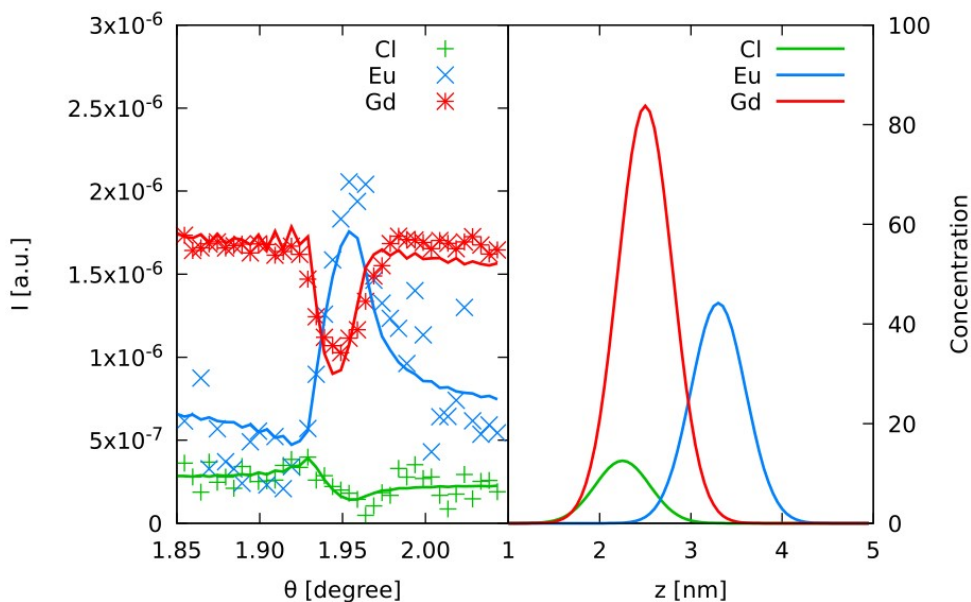 3x10⁻⁶
2.5x10⁻⁶
2x10⁻⁶
1.5x10⁻⁶
1x10⁻⁶
5x10⁻⁷
0
I [a.u.]
Cl
Eu
Gd
1.85
1.90
1.95
2.00
θ [degree]
Cl
Eu
Gd
1
2
3
4
5
z [nm]
100
80
60
40
20
0
Concentration